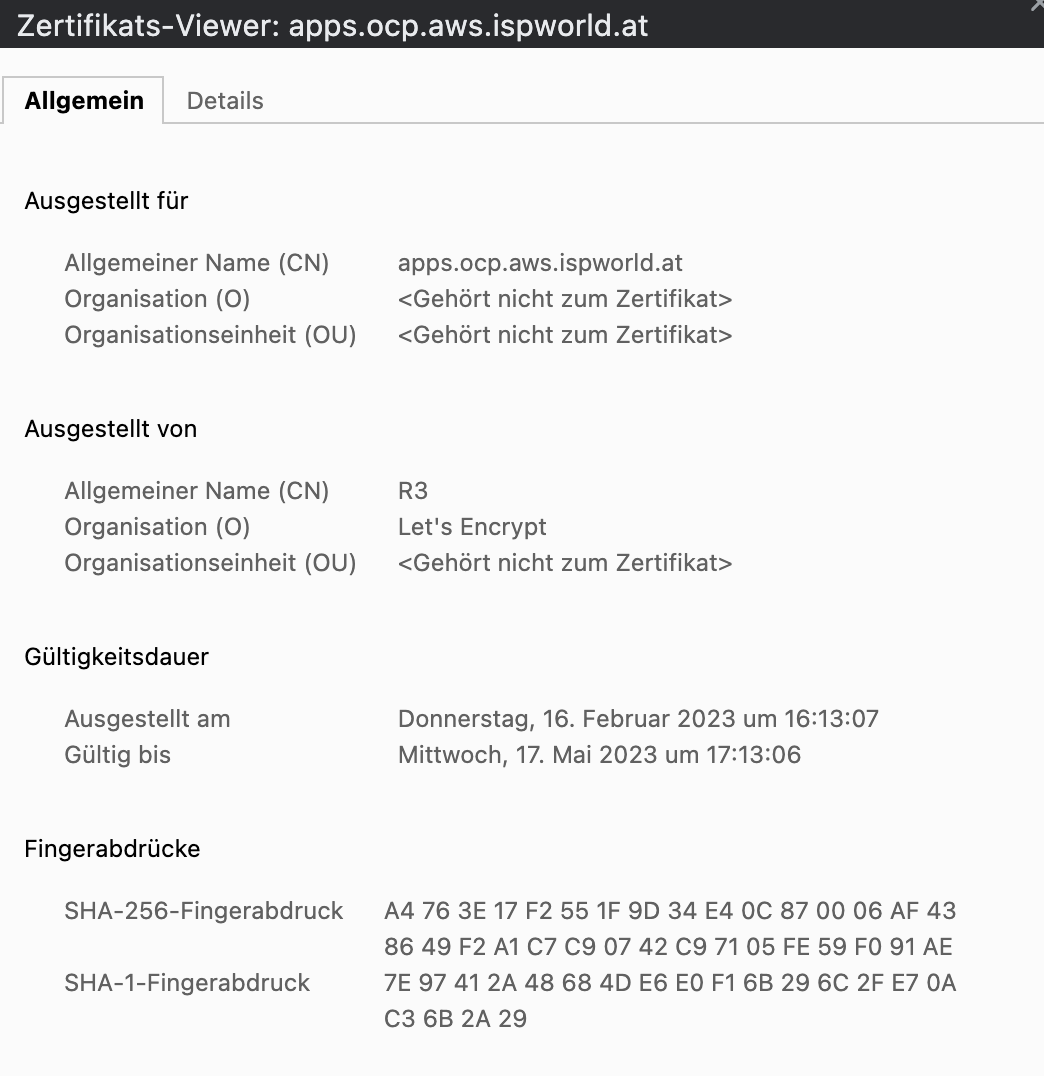 Zertifikats-Viewer: apps.ocp.aws.ispworld.at
Allgemein Details
Ausgestellt für
Allgemeiner Name (CN) apps.ocp.aws.ispworld.at
Organisation (O) <Gehört nicht zum Zertifikat>
Organisationseinheit (OU) <Gehört nicht zum Zertifikat>
Ausgestellt von
Allgemeiner Name (CN) R3
Organisation (O) Let's Encrypt
Organisationseinheit (OU) <Gehört nicht zum Zertifikat>
Gültigkeitsdauer
Ausgestellt am Donnerstag, 16. Februar 2023 um 16:13:07
Gültig bis Mittwoch, 17. Mai 2023 um 17:13:06
Fingerabdrücke
SHA-256-Fingerabdruck A4 76 3E 17 F2 55 1F 9D 34 E4 0C 87 00 06 AF 43
86 49 F2 A1 C7 C9 07 42 C9 71 05 FE 59 F0 91 AE
SHA-1-Fingerabdruck 7E 97 41 2A 48 68 4D E6 E0 F1 6B 29 6C 2F E7 0A
C3 6B 2A 29